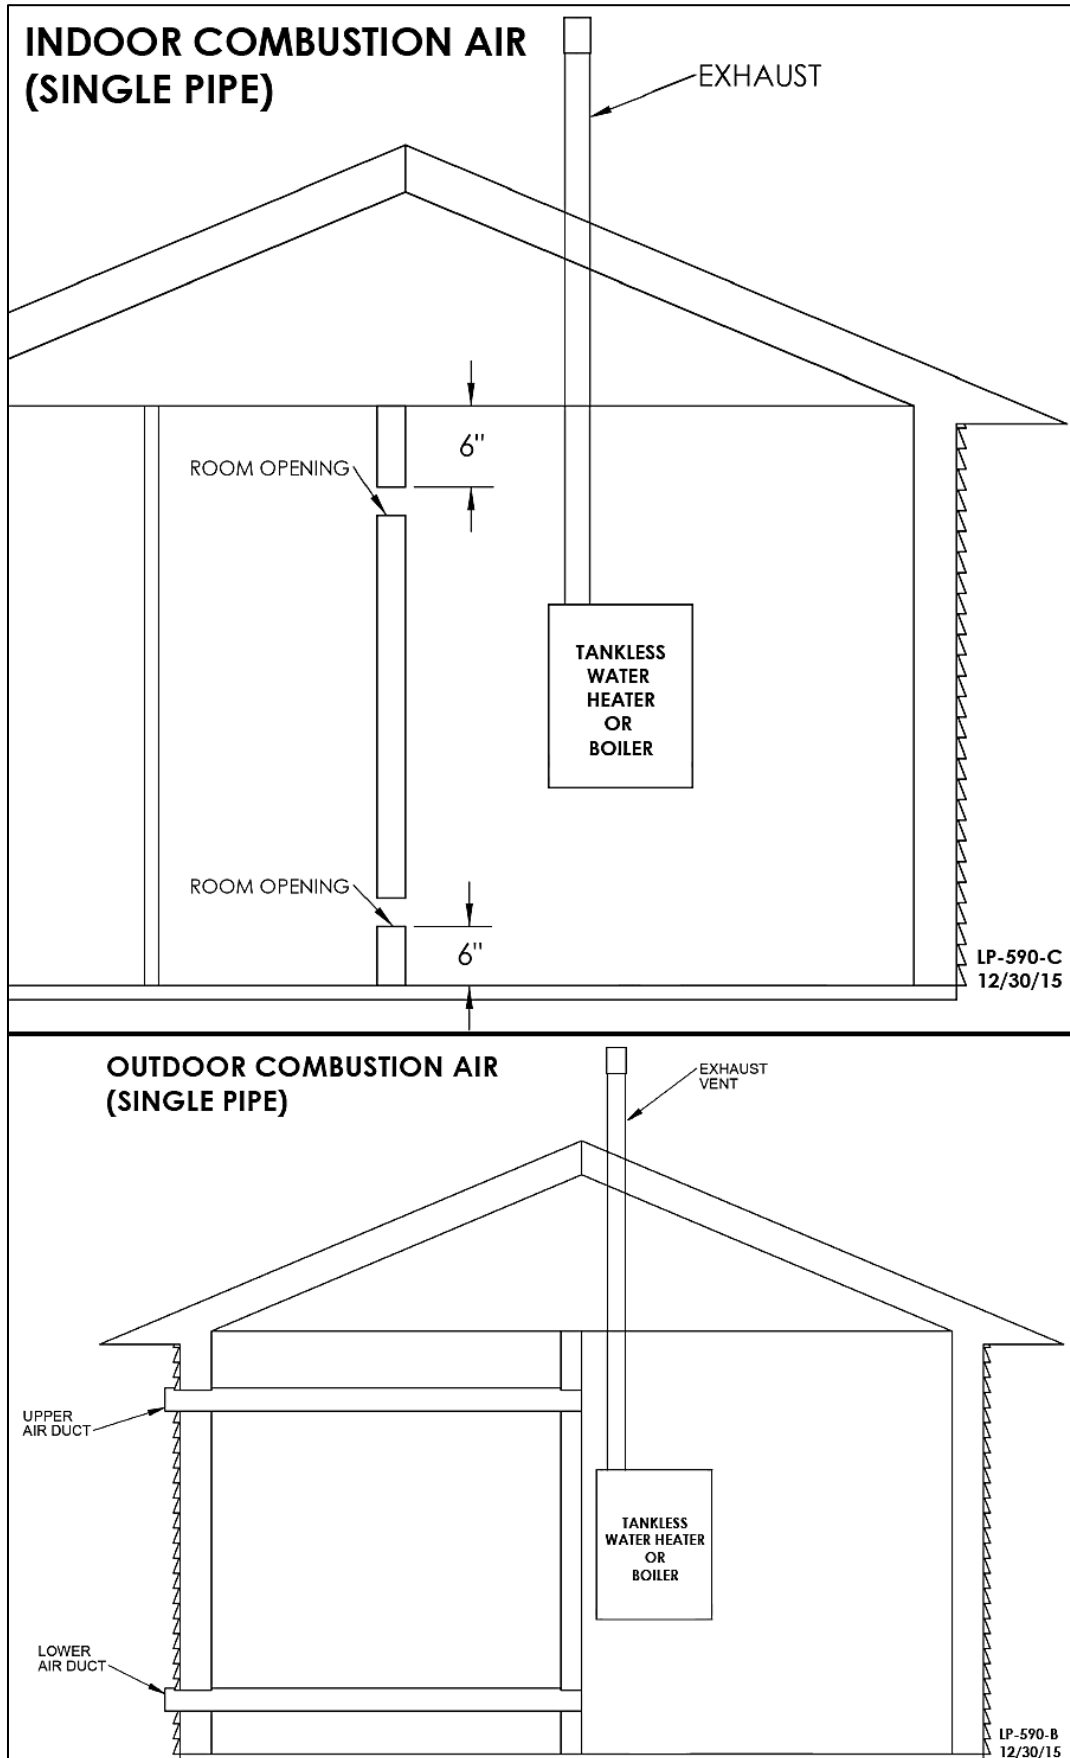 INDOOR COMBUSTION AIR
(SINGLE PIPE)
EXHAUST
6"
ROOM OPENING
TANKLESS
WATER
HEATER
OR
BOILER
ROOM OPENING
6"
LP-590-C
12/30/15
OUTDOOR COMBUSTION AIR
(SINGLE PIPE)
EXHAUST
VENT
UPPER
AIR DUCT
TANKLESS
WATER HEATER
OR
BOILER
LOWER
AIR DUCT
LP-590-B
12/30/15